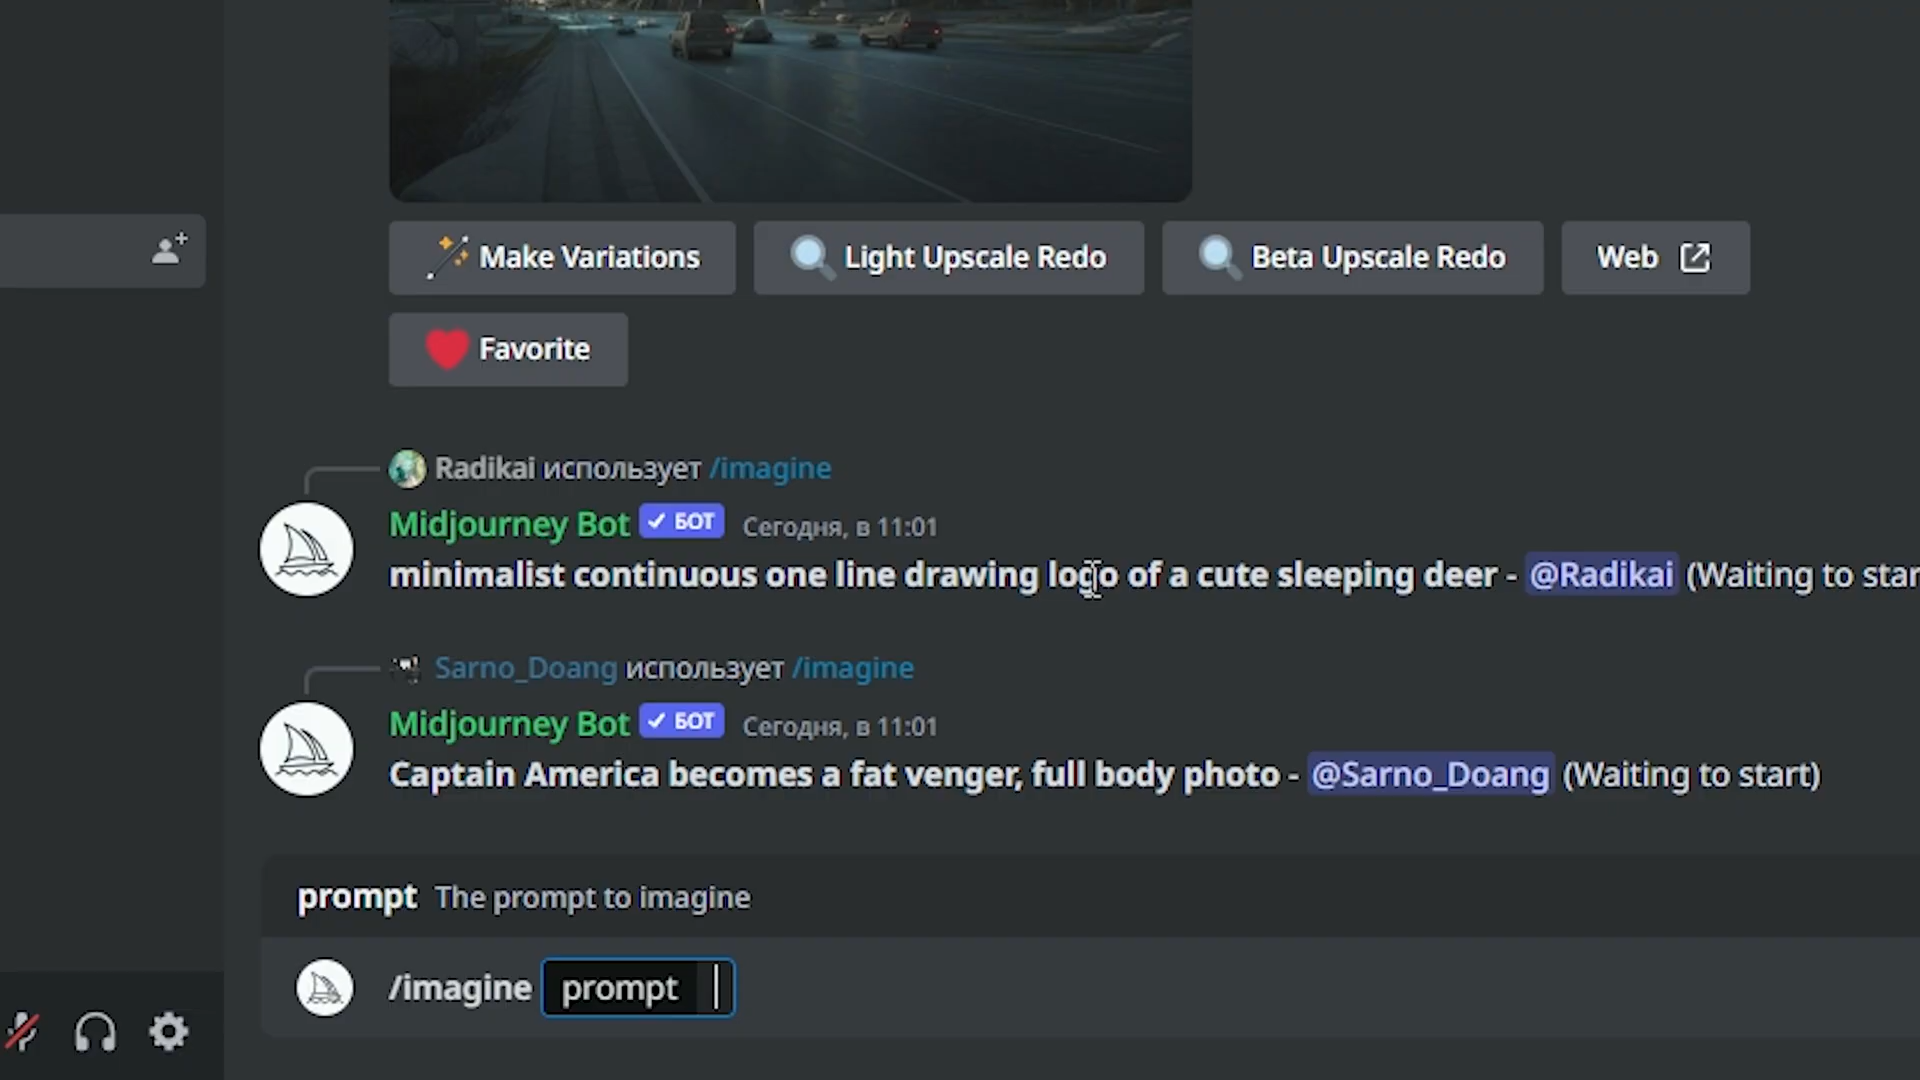 Make Variations
Light Upscale Redo
Beta Upscale Redo
Web
Favorite
Radikai использует /imagine
Midjourney Bot ✓ БОТ Сегодня, в 11:01
minimalist continuous one line drawing logo of a cute sleeping deer - @Radikai (Waiting to star
Sarno_Doang использует /imagine
Midjourney Bot ✓ БОТ Сегодня, в 11:01
Captain America becomes a fat venger, full body photo - @Sarno_Doang (Waiting to start)
prompt The prompt to imagine
/imagine prompt